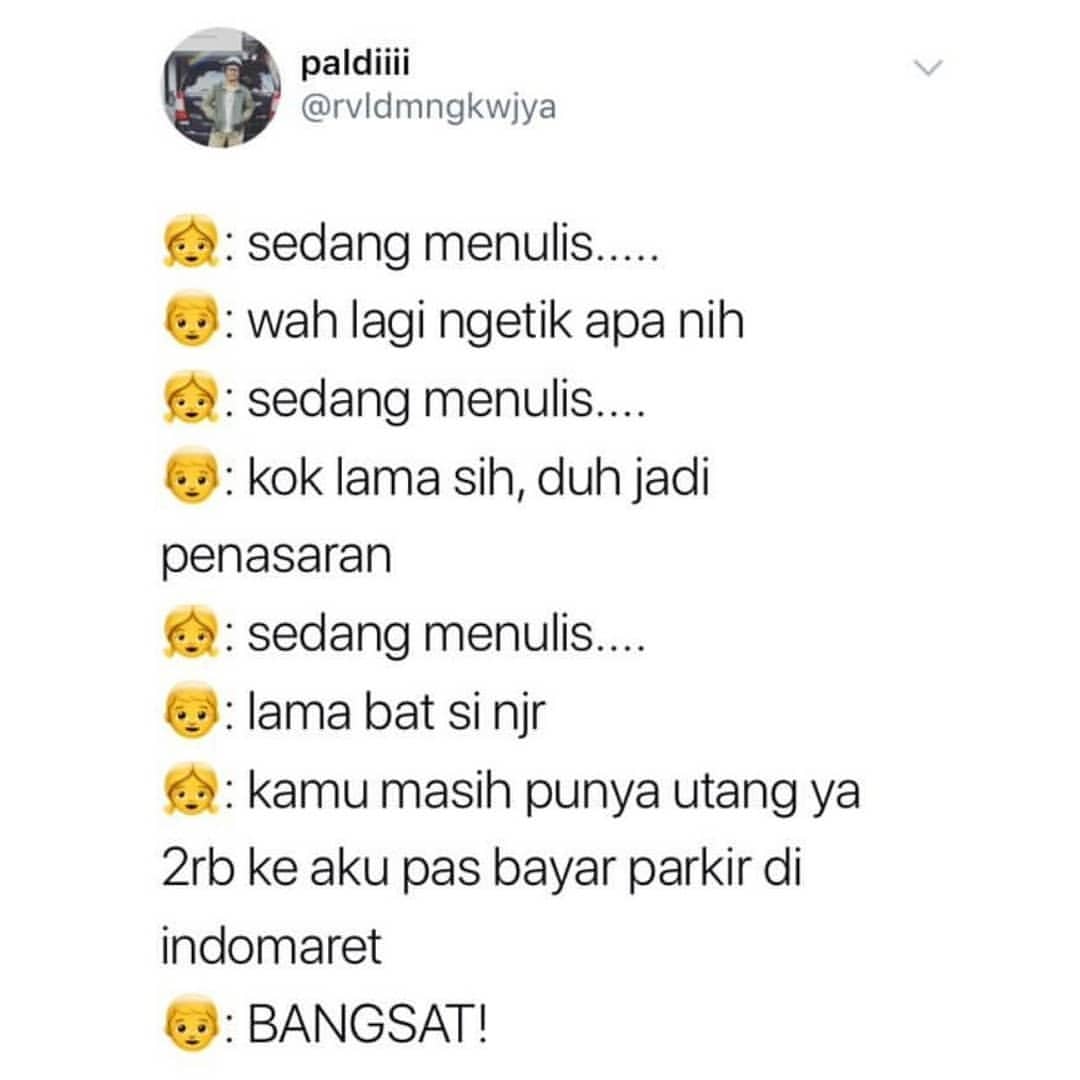 paldiiii
@rvldmngkwjya
👧: sedang menulis.....
👦: wah lagi ngetik apa nih
👧: sedang menulis....
👦: kok lama sih, duh jadi
penasaran
👧: sedang menulis....
👦: lama bat si njr
👧: kamu masih punya utang ya
2rb ke aku pas bayar parkir di
indomaret
👦: BANGSAT!